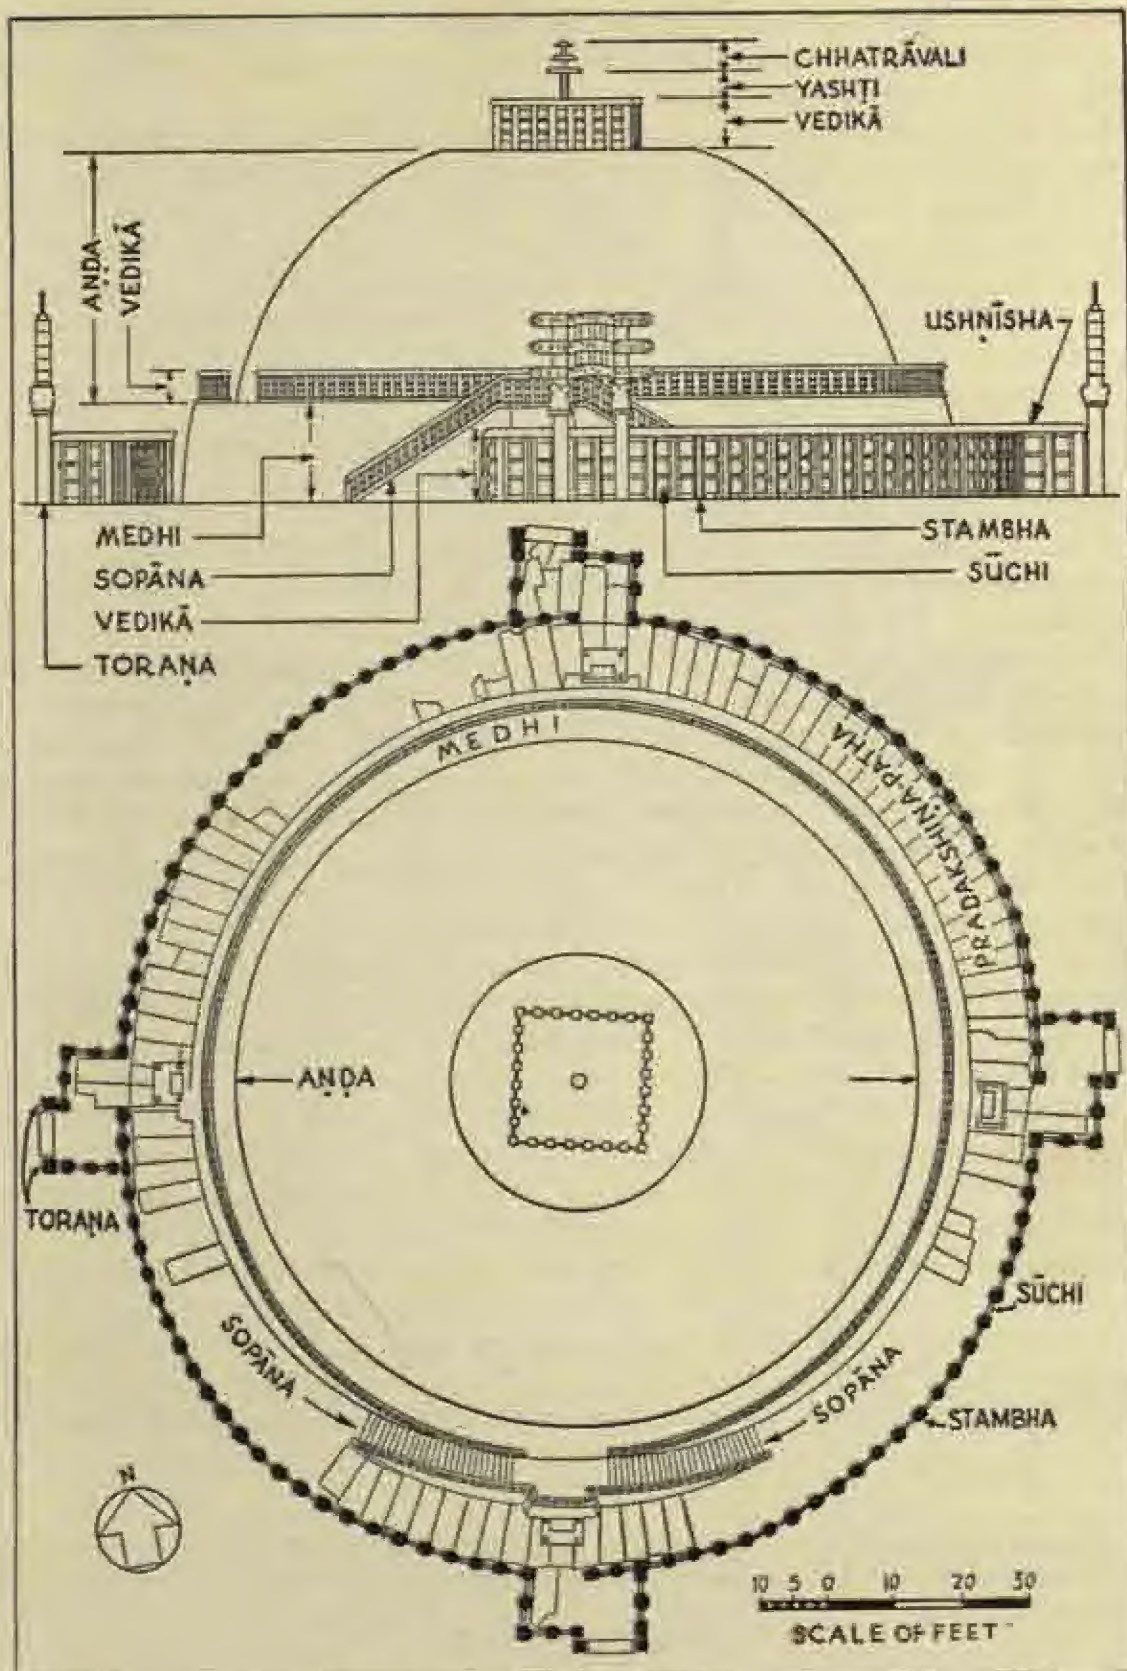 CHHATRĀVALI
YASHṬI
VEDIKĀ
AṆḌA
VEDIKĀ
USHṆĪSHA
MEDHI
SOPĀNA
VEDIKĀ
TORAṆA
STAMBHA
SŪCHI
MEDHI
PRADAKSHIṆA-PATHA
AṆḌA
TORAṆA
SŪCHI
SOPĀNA
SOPĀNA
STAMBHA
N
10 5 0 10 20 30
SCALE OF FEET